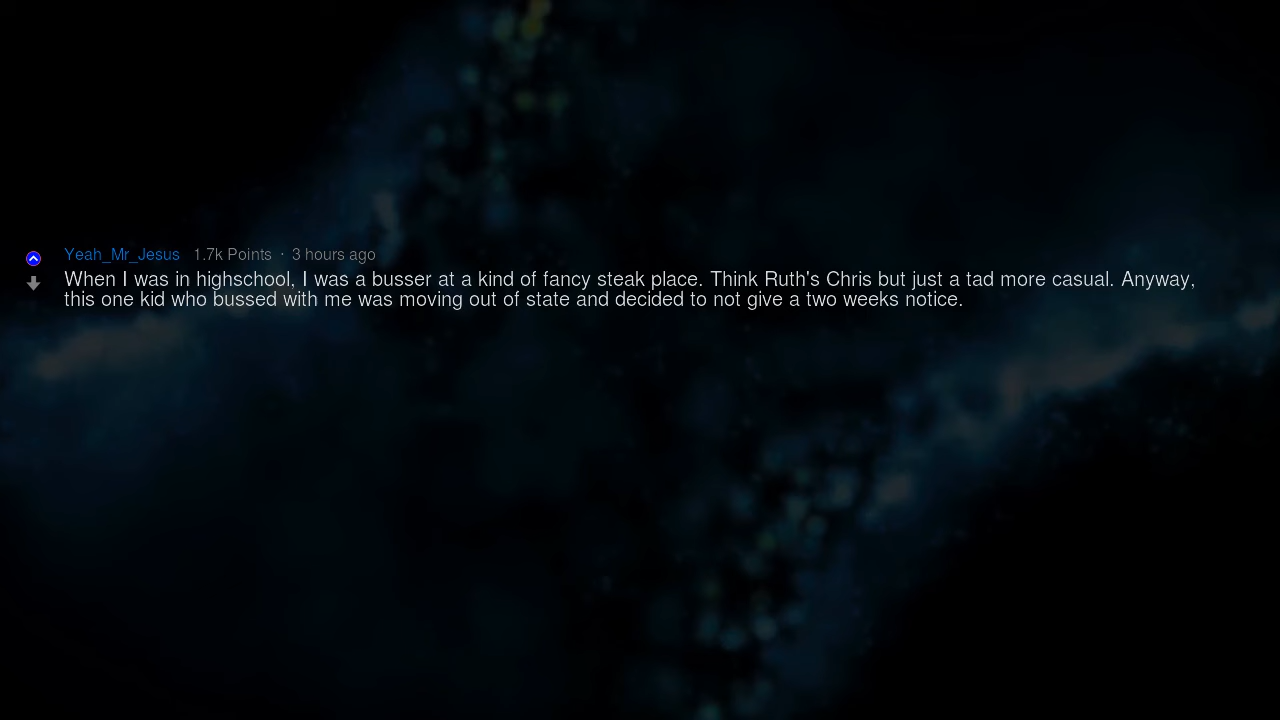 Yeah_Mr_Jesus 1.7k Points · 3 hours ago
When I was in highschool, I was a busser at a kind of fancy steak place. Think Ruth's Chris but just a tad more casual. Anyway,
this one kid who bussed with me was moving out of state and decided to not give a two weeks notice.